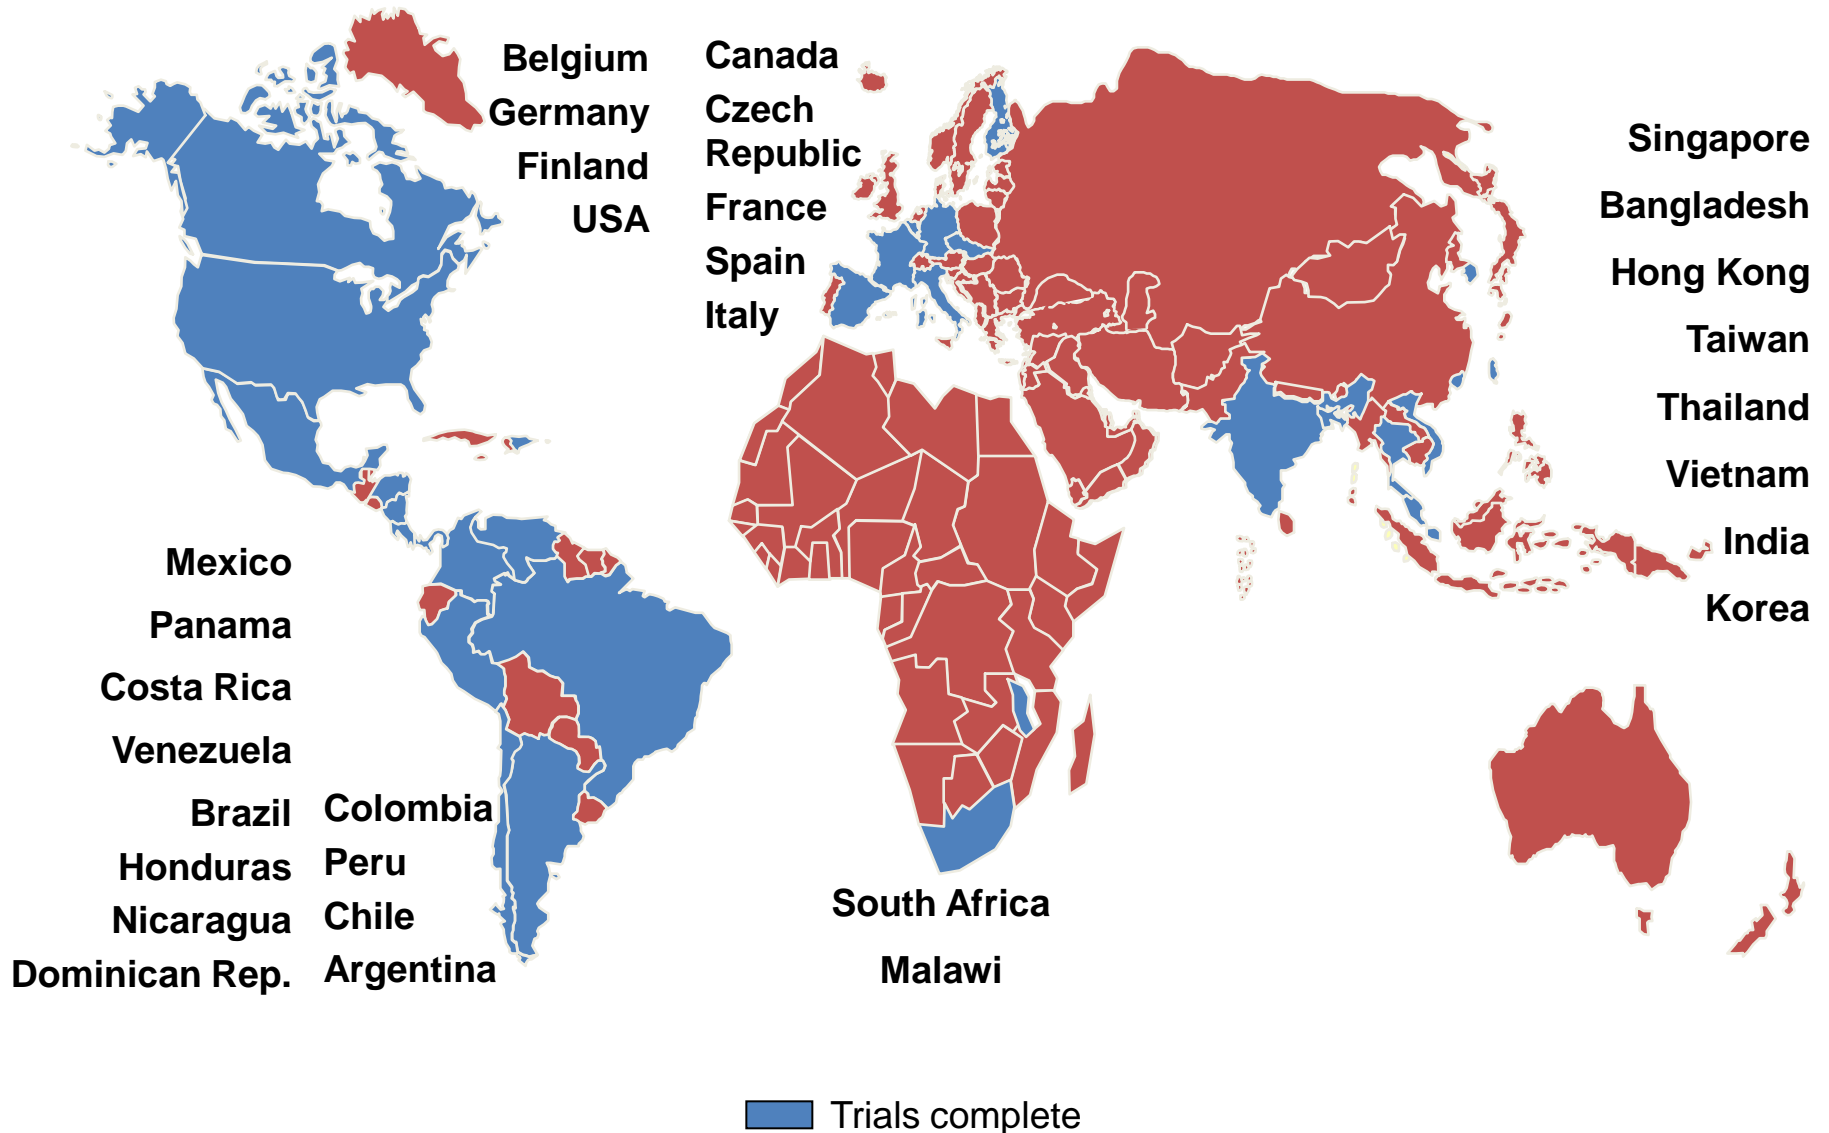 Belgium
Germany
Finland
USA
Canada
Czech
Republic
France
Spain
Italy
Singapore
Bangladesh
Hong Kong
Taiwan
Thailand
Vietnam
India
Korea
Mexico
Panama
Costa Rica
Venezuela
Brazil
Honduras
Nicaragua
Dominican Rep.
Colombia
Peru
Chile
Argentina
South Africa
Malawi
Trials complete